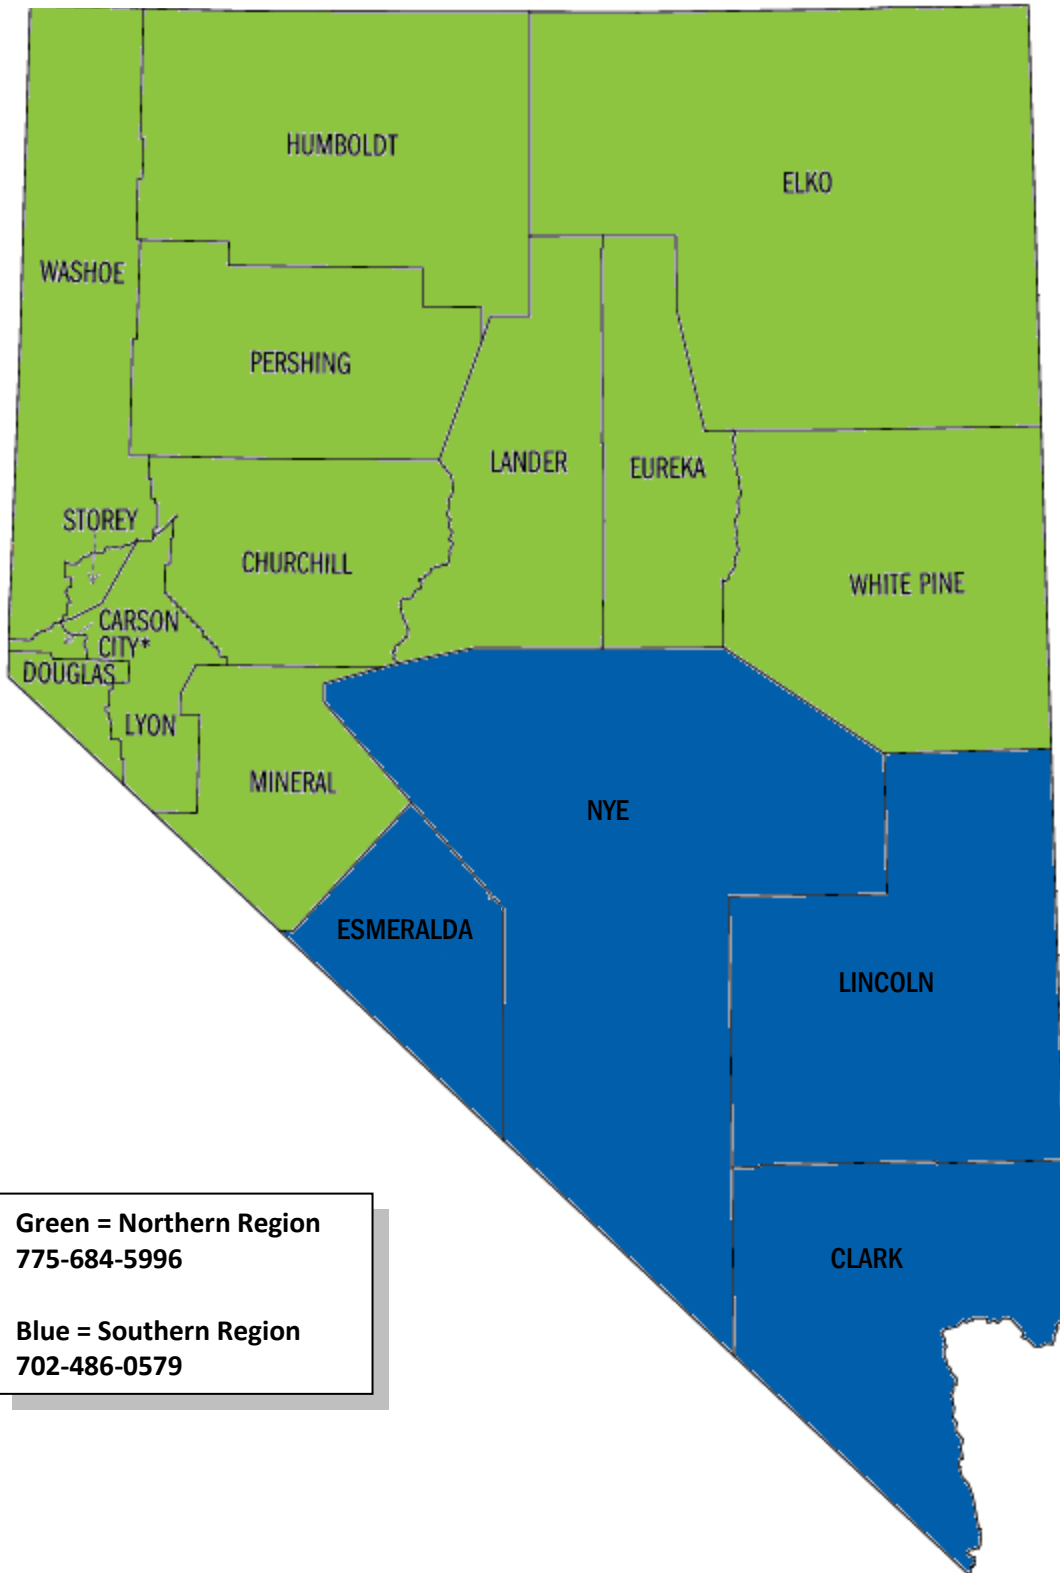 HUMBOLDT
ELKO
WASHOE
PERSHING
LANDER
EUREKA
STOREY
CHURCHILL
WHITE PINE
CARSON
CITY*
DOUGLAS
LYON
MINERAL
NYE
ESMERALDA
LINCOLN
CLARK
Green = Northern Region
775-684-5996
Blue = Southern Region
702-486-0579